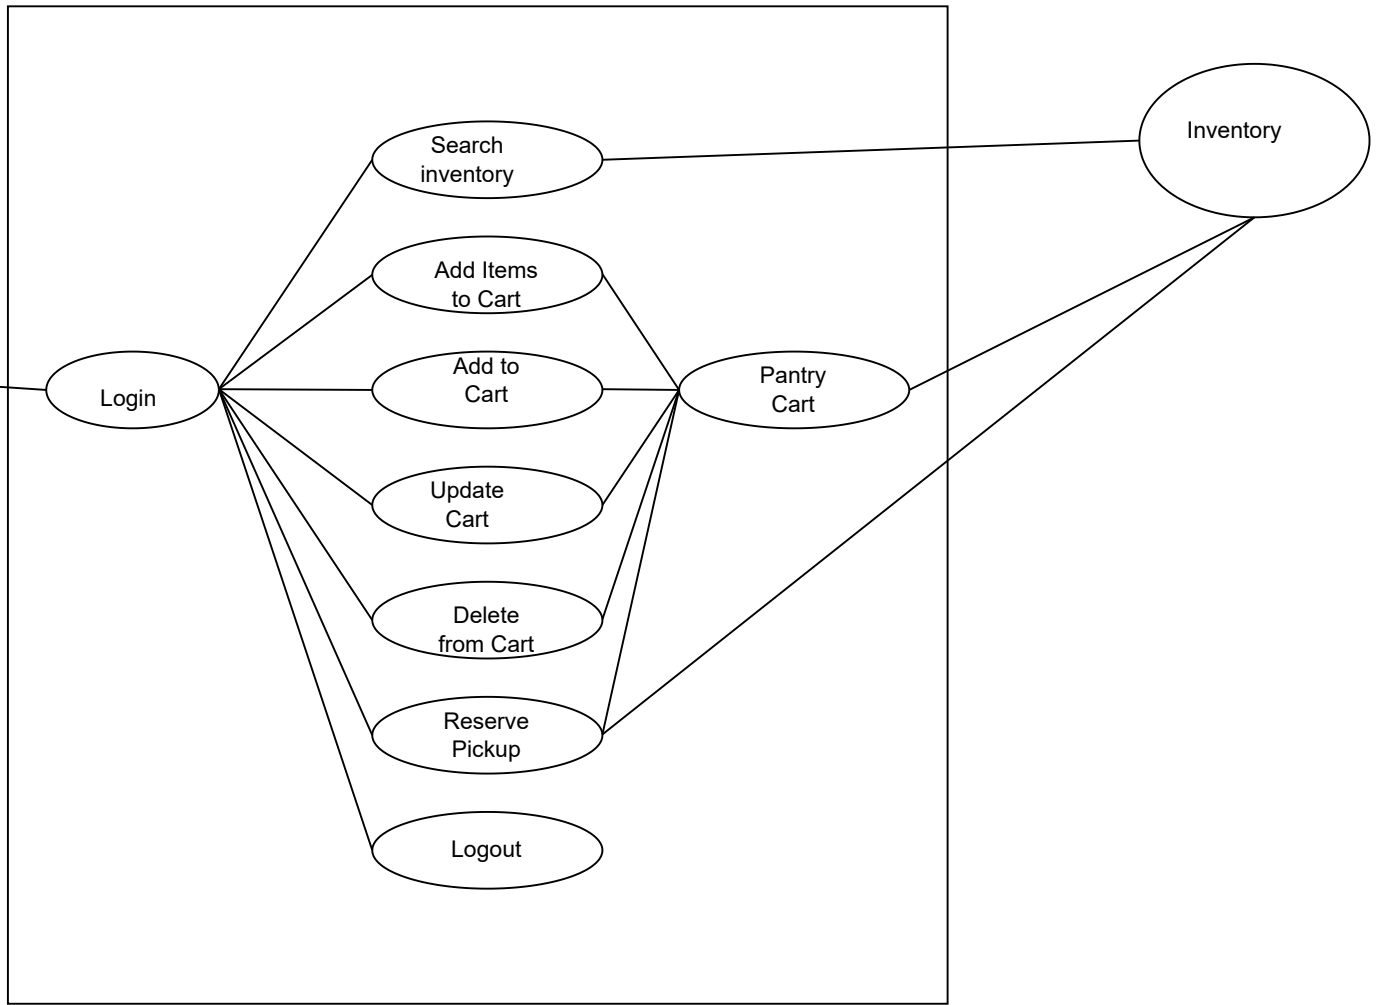 Search
inventory
Inventory
Add Items
to Cart
Login
Add to
Cart
Pantry
Cart
Update
Cart
Delete
from Cart
Reserve
Pickup
Logout